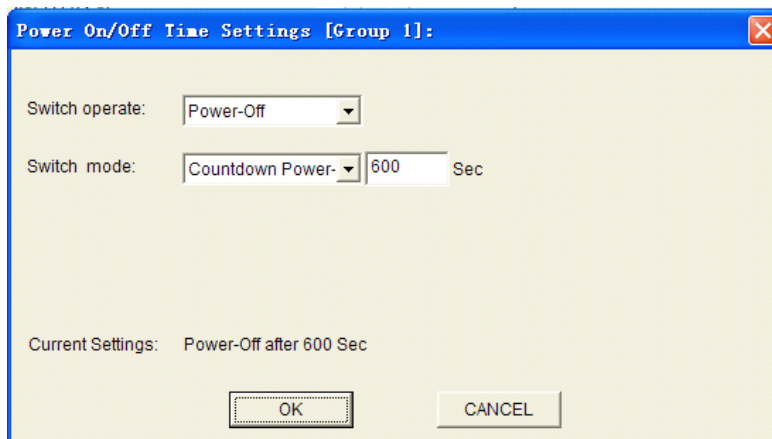 Power On/Off Time Settings [Group 1]:
Switch operate: Power-Off
Switch mode: Countdown Power- 600 Sec
Current Settings: Power-Off after 600 Sec
OK CANCEL